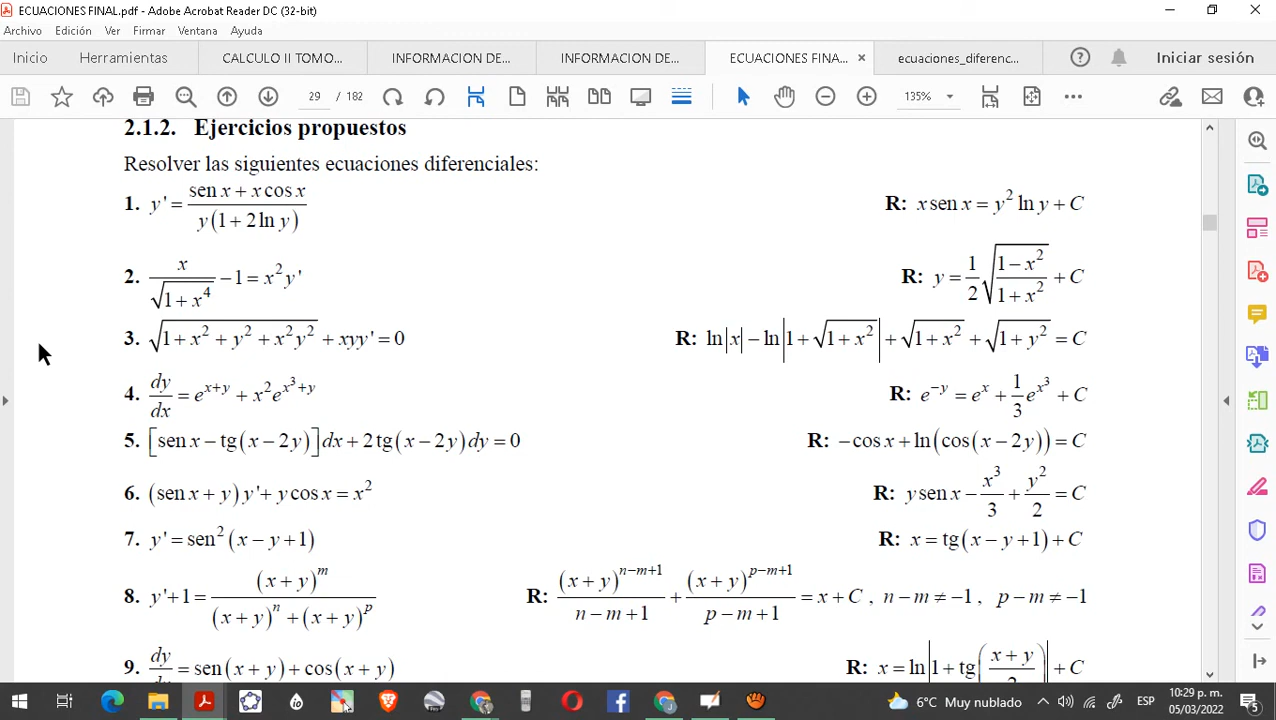 ECUACIONES FINAL.pdf - Adobe Acrobat Reader DC (32-bit)
Archivo Edición Ver Firmar Ventana Ayuda
Inicio Herramientas CALCULO II TOMO... INFORMACION DE... INFORMACION DE... ECUACIONES FINA... × ecuaciones_diferenc... Iniciar sesión
29 / 182 135%
2.1.2. Ejercicios propuestos
Resolver las siguientes ecuaciones diferenciales:
1. y' = (sen x + x cos x) / (y(1 + 2 ln y)) R: x sen x = y² ln y + C
2. x / √(1 + x⁴) − 1 = x² y' R: y = 1/2 √((1 − x²) / (1 + x²)) + C
3. √(1 + x² + y² + x²y²) + xyy' = 0 R: ln|x| − ln|1 + √(1 + x²)| + √(1 + x²) + √(1 + y²) = C
4. dy/dx = e^(x+y) + x² e^(x³+y) R: e^(−y) = e^x + 1/3 e^(x³) + C
5. [sen x − tg(x − 2y)]dx + 2 tg(x − 2y)dy = 0 R: −cos x + ln(cos(x − 2y)) = C
6. (sen x + y) y' + y cos x = x² R: y sen x − x³/3 + y²/2 = C
7. y' = sen²(x − y + 1) R: x = tg(x − y + 1) + C
8. y' + 1 = (x + y)^m / ((x + y)^n + (x + y)^p) R: (x + y)^(n−m+1) / (n − m + 1) + (x + y)^(p−m+1) / (p − m + 1) = x + C , n − m ≠ −1 , p − m ≠ −1
9. dy/dx = sen(x + y) + cos(x + y) R: x = ln|1 + tg((x + y)/2)| + C
6°C Muy nublado ESP 10:29 p. m.
05/03/2022 5